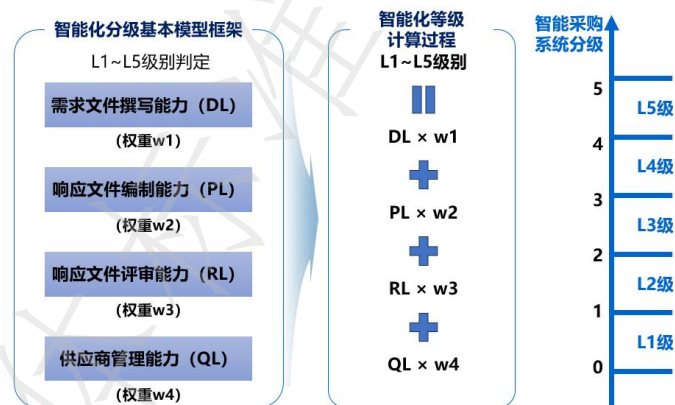 智能化分级基本模型框架
L1~L5级别判定
需求文件撰写能力（DL）
(权重w1)
响应文件编制能力（PL）
(权重w2)
响应文件评审能力（RL）
(权重w3)
供应商管理能力（QL）
(权重w4)
智能化等级
计算过程
L1~L5级别
DL × w1
PL × w2
RL × w3
QL × w4
智能采购
系统分级
5
L5级
4
L4级
3
L3级
2
L2级
1
L1级
0